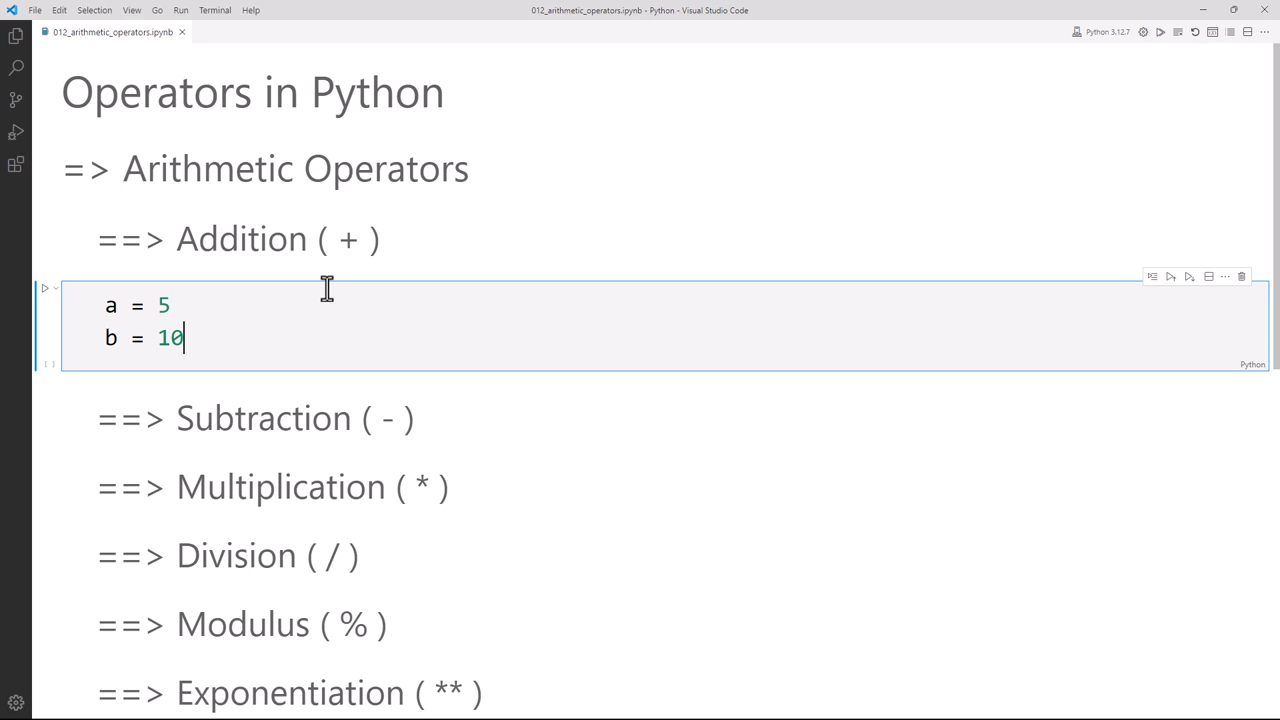 File Edit Selection View Go Run Terminal Help
012_arithmetic_operators.ipynb - Python - Visual Studio Code
012_arithmetic_operators.ipynb
Python 3.12.7
Operators in Python
=> Arithmetic Operators
==> Addition ( + )
a = 5
b = 10
[ ]
Python
==> Subtraction ( - )
==> Multiplication ( * )
==> Division ( / )
==> Modulus ( % )
==> Exponentiation ( ** )